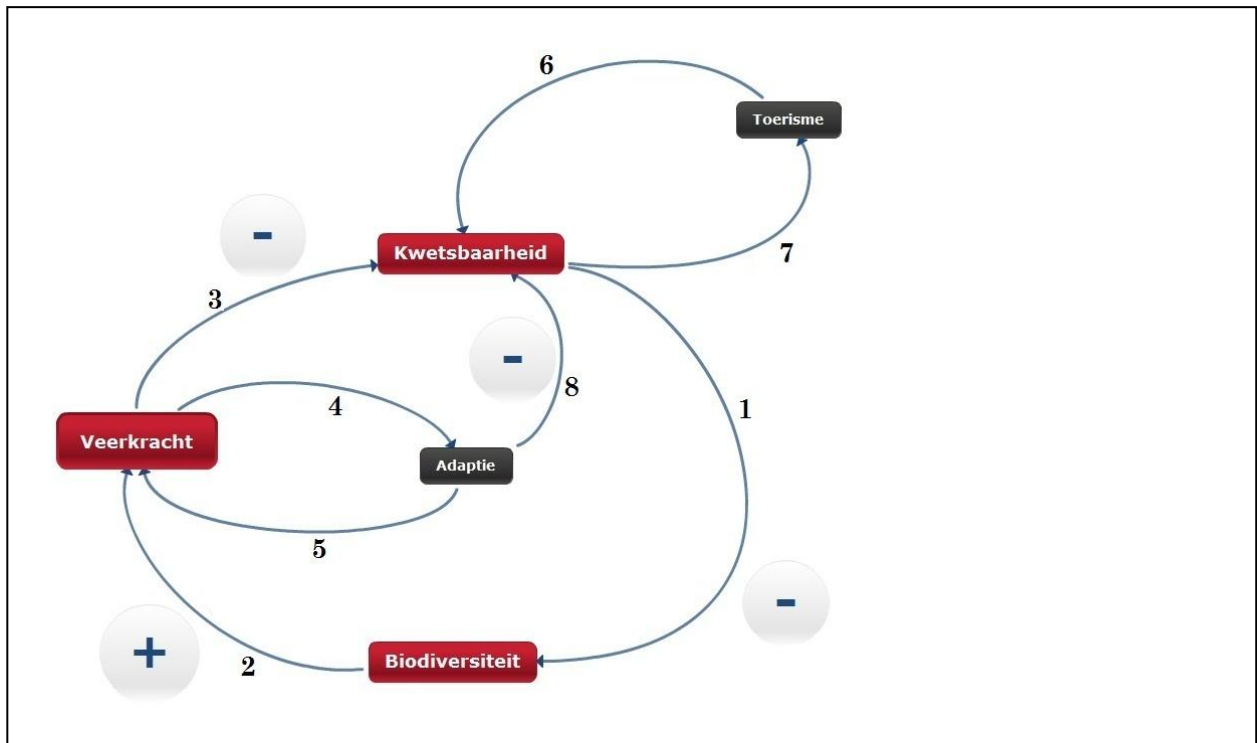 6
Toerisme
-
Kwetsbaarheid
7
3
-
8
4
1
Veerkracht
Adaptie
5
-
+
2
Biodiversiteit